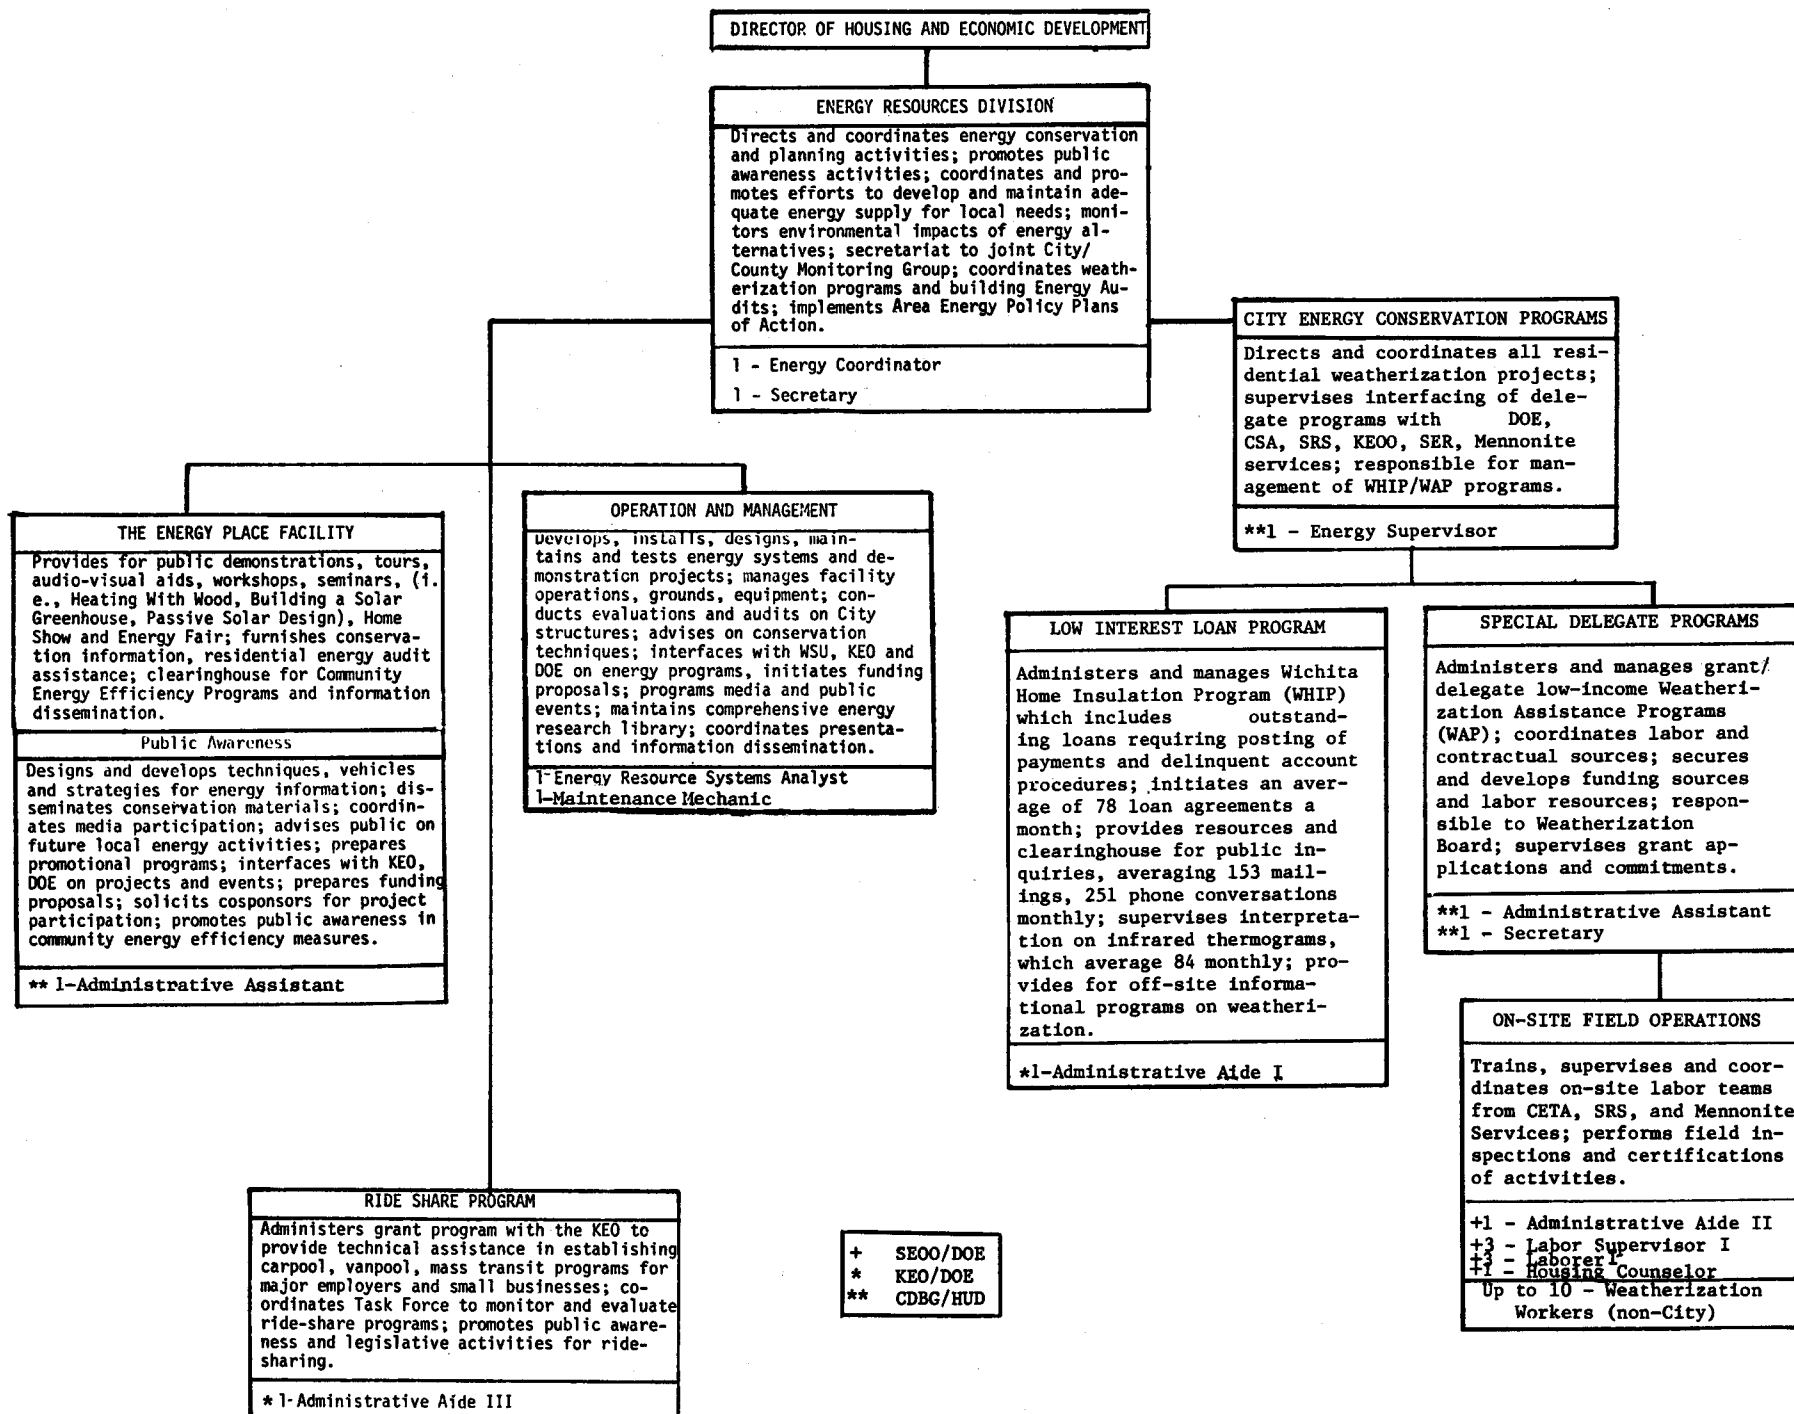 DIRECTOR OF HOUSING AND ECONOMIC DEVELOPMENT
ENERGY RESOURCES DIVISION
Directs and coordinates energy conservation
and planning activities; promotes public
awareness activities; coordinates and pro-
motes efforts to develop and maintain ade-
quate energy supply for local needs; moni-
tors environmental impacts of energy al-
ternatives; secretariat to joint City/
County Monitoring Group; coordinates weath-
erization programs and building Energy Au-
dits; implements Area Energy Policy Plans
of Action.
1 - Energy Coordinator
1 - Secretary
CITY ENERGY CONSERVATION PROGRAMS
Directs and coordinates all resi-
dential weatherization projects;
supervises interfacing of dele-
gate programs with DOE,
CSA, SRS, KEOO, SER, Mennonite
services; responsible for man-
agement of WHIP/WAP programs.
**1 - Energy Supervisor
THE ENERGY PLACE FACILITY
Provides for public demonstrations, tours,
audio-visual aids, workshops, seminars, (i.
e., Heating With Wood, Building a Solar
Greenhouse, Passive Solar Design), Home
Show and Energy Fair; furnishes conserva-
tion information, residential energy audit
assistance; clearinghouse for Community
Energy Efficiency Programs and information
dissemination.
Public Awareness
Designs and develops techniques, vehicles
and strategies for energy information; dis-
seminates conservation materials; coordin-
ates media participation; advises public on
future local energy activities; prepares
promotional programs; interfaces with KEO,
DOE on projects and events; prepares funding
proposals; solicits cosponsors for project
participation; promotes public awareness in
community energy efficiency measures.
** 1-Administrative Assistant
OPERATION AND MANAGEMENT
Develops, installs, designs, main-
tains and tests energy systems and de-
monstration projects; manages facility
operations, grounds, equipment; con-
ducts evaluations and audits on City
structures; advises on conservation
techniques; interfaces with WSU, KEO and
DOE on energy programs, initiates funding
proposals; programs media and public
events; maintains comprehensive energy
research library; coordinates presenta-
tions and information dissemination.
1-Energy Resource Systems Analyst
1-Maintenance Mechanic
LOW INTEREST LOAN PROGRAM
Administers and manages Wichita
Home Insulation Program (WHIP)
which includes outstand-
ing loans requiring posting of
payments and delinquent account
procedures; initiates an aver-
age of 78 loan agreements a
month; provides resources and
clearinghouse for public in-
quiries, averaging 153 mail-
ings, 251 phone conversations
monthly; supervises interpreta-
tion on infrared thermograms,
which average 84 monthly; pro-
vides for off-site informa-
tional programs on weatheri-
zation.
*1-Administrative Aide I
SPECIAL DELEGATE PROGRAMS
Administers and manages grant/
delegate low-income Weatheri-
zation Assistance Programs
(WAP); coordinates labor and
contractual sources; secures
and develops funding sources
and labor resources; respon-
sible to Weatherization
Board; supervises grant ap-
plications and commitments.
**1 - Administrative Assistant
**1 - Secretary
ON-SITE FIELD OPERATIONS
Trains, supervises and coor-
dinates on-site labor teams
from CETA, SRS, and Mennonite
Services; performs field in-
spections and certifications
of activities.
+1 - Administrative Aide II
+3 - Labor Supervisor I
+3 - Laborer I
+1 - Housing Counselor
Up to 10 - Weatherization
Workers (non-City)
RIDE SHARE PROGRAM
Administers grant program with the KEO to
provide technical assistance in establishing
carpool, vanpool, mass transit programs for
major employers and small businesses; co-
ordinates Task Force to monitor and evaluate
ride-share programs; promotes public aware-
ness and legislative activities for ride-
sharing.
* 1-Administrative Aide III
+ SEOO/DOE
* KEO/DOE
** CDBG/HUD